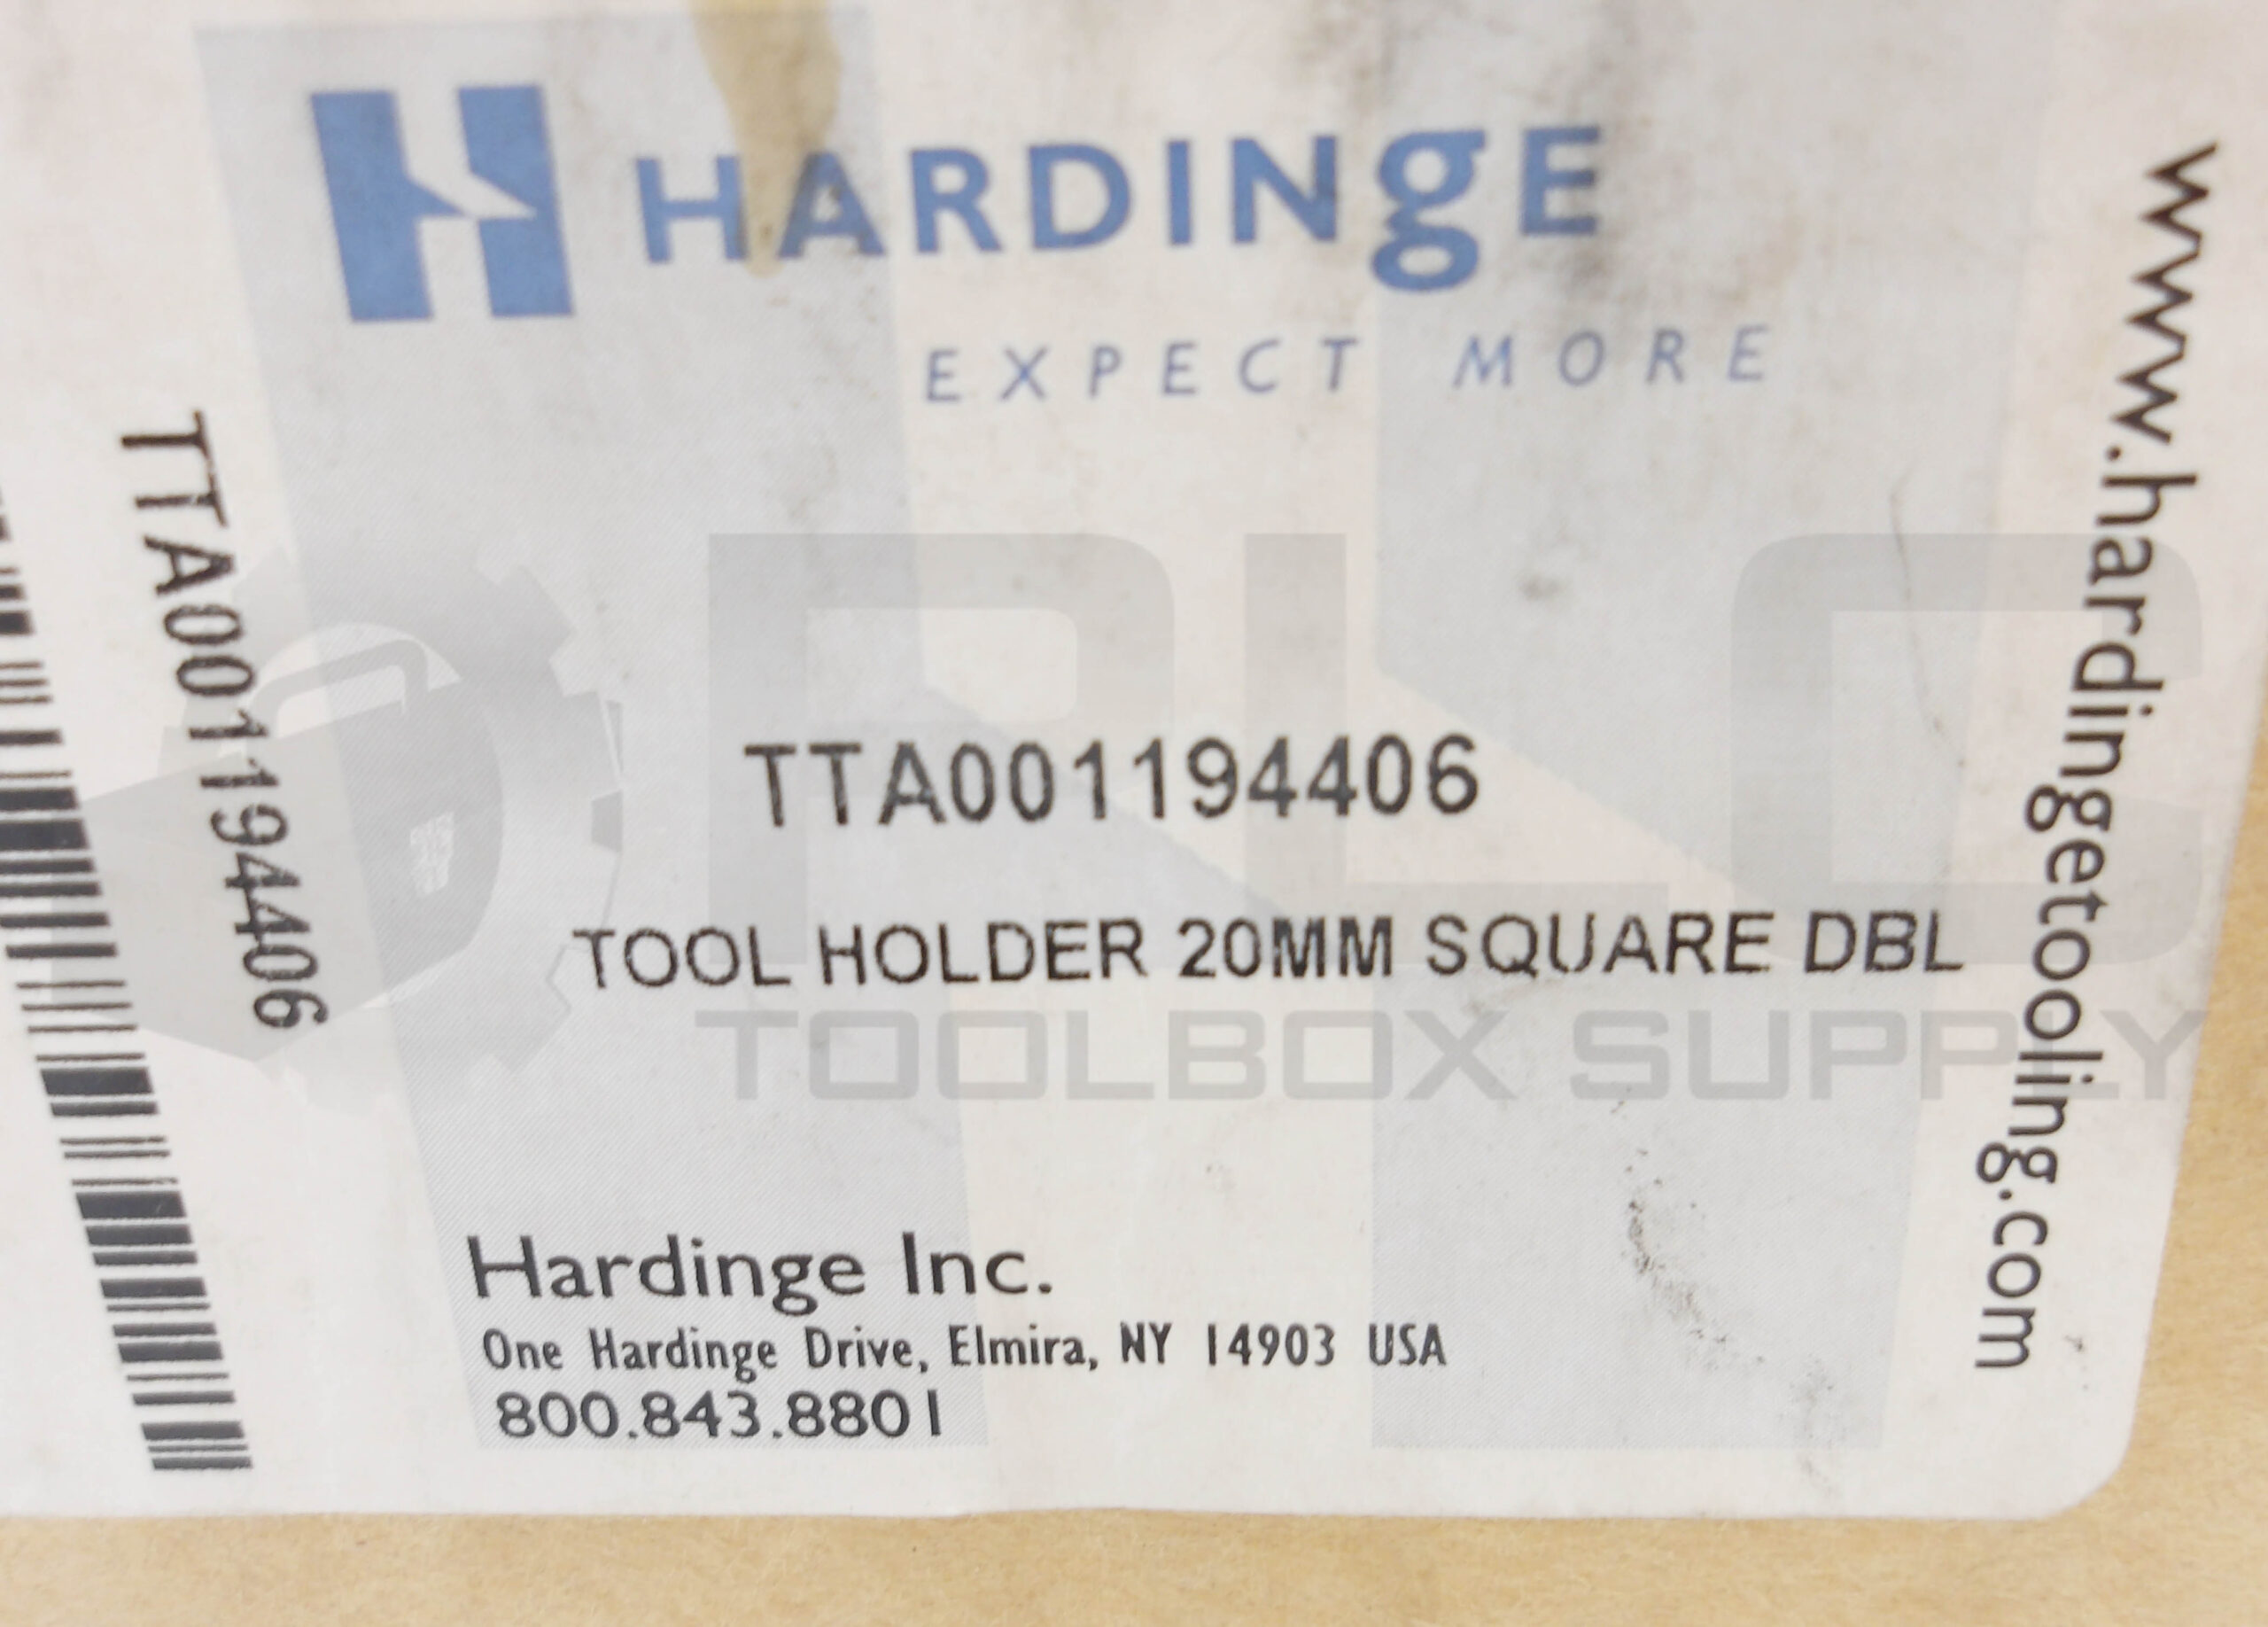 HARDINgE
EXPECT MORE
www.hardingetooling.com
TTA001194406
TTA001194406
TOOL HOLDER 20MM SQUARE DBL
PLC
TOOLBOX SUPPLY
Hardinge Inc.
One Hardinge Drive, Elmira, NY 14903 USA
800.843.8801